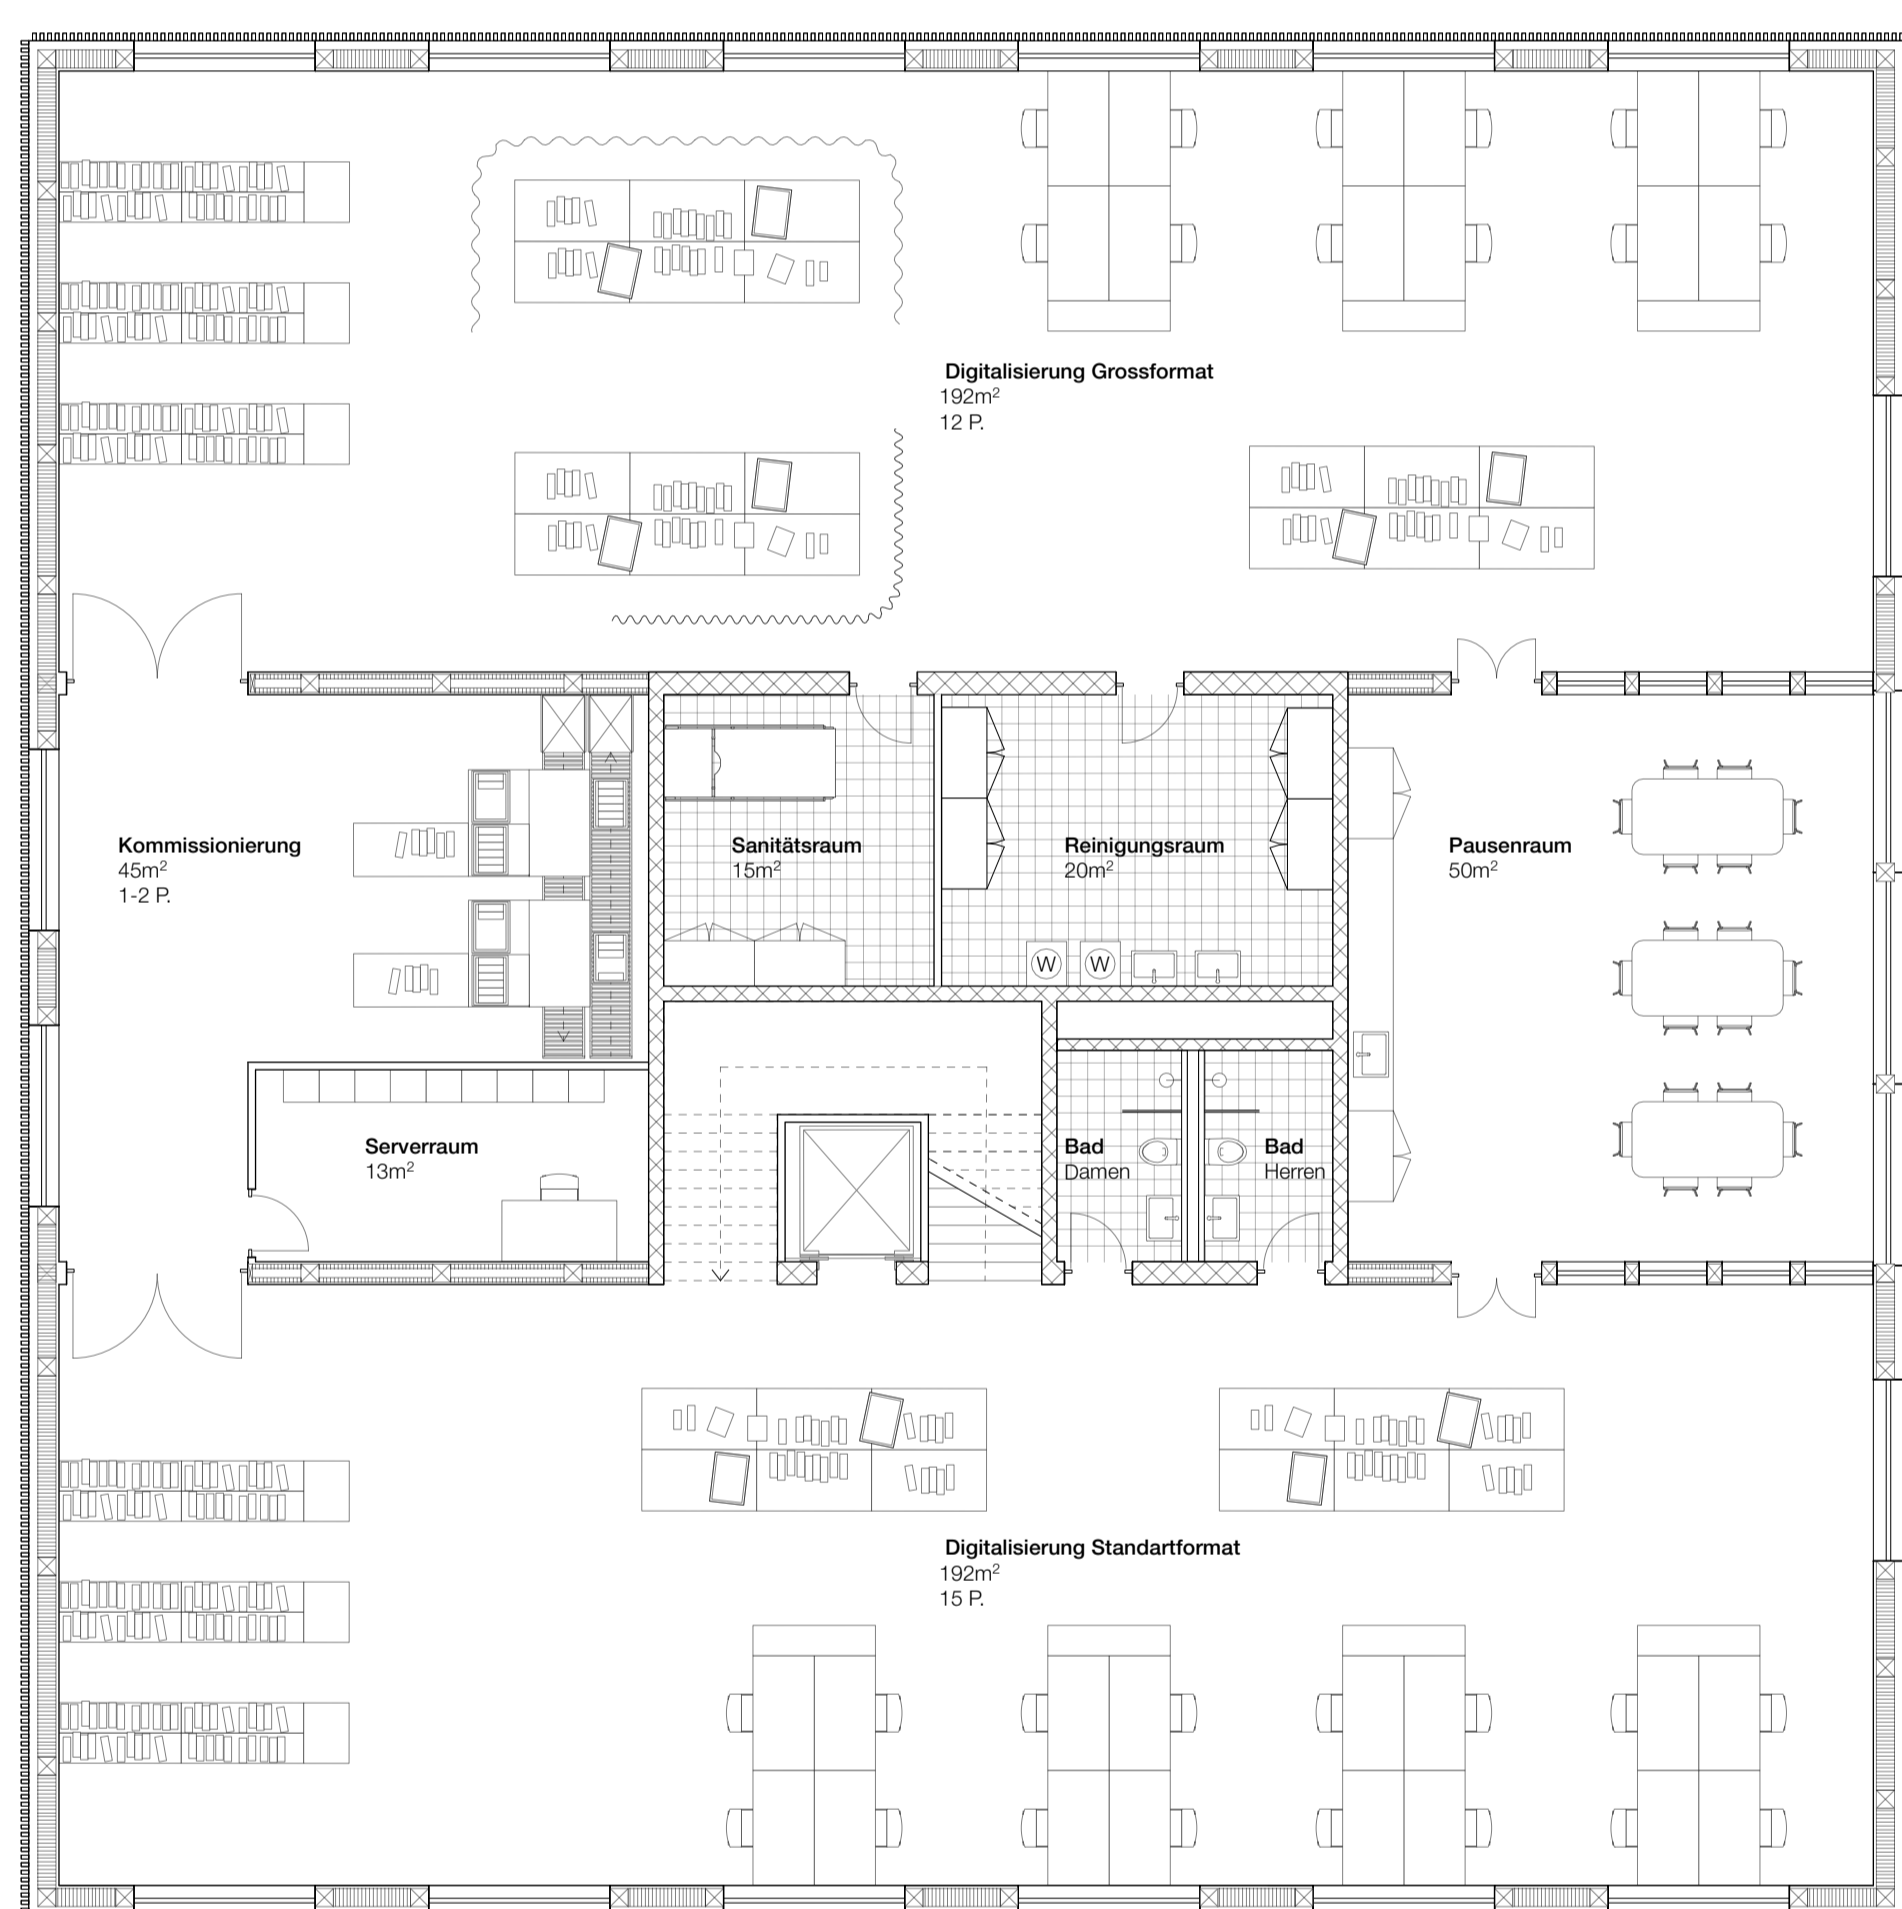 Digitalisierung Grossformat
192m²
12 P.
Kommissionierung
45m²
1-2 P.
Sanitätsraum
15m²
Reinigungsraum
20m²
W W
Pausenraum
50m²
Serverraum
13m²
Bad
Damen
Bad
Herren
Digitalisierung Standartformat
192m²
15 P.